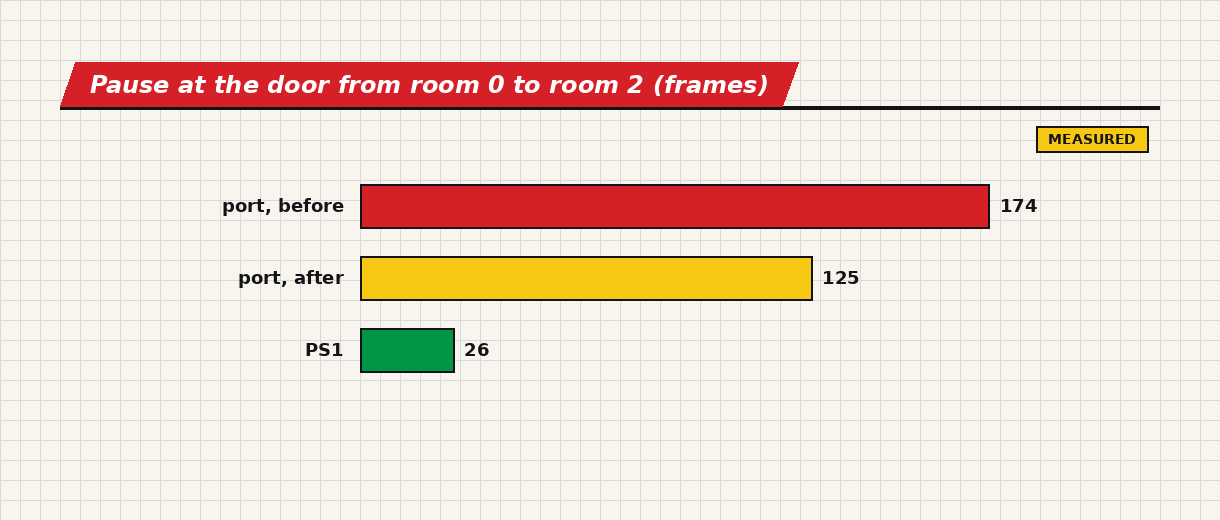 Pause at the door from room 0 to room 2 (frames)
MEASURED
port, before 174
port, after 125
PS1 26